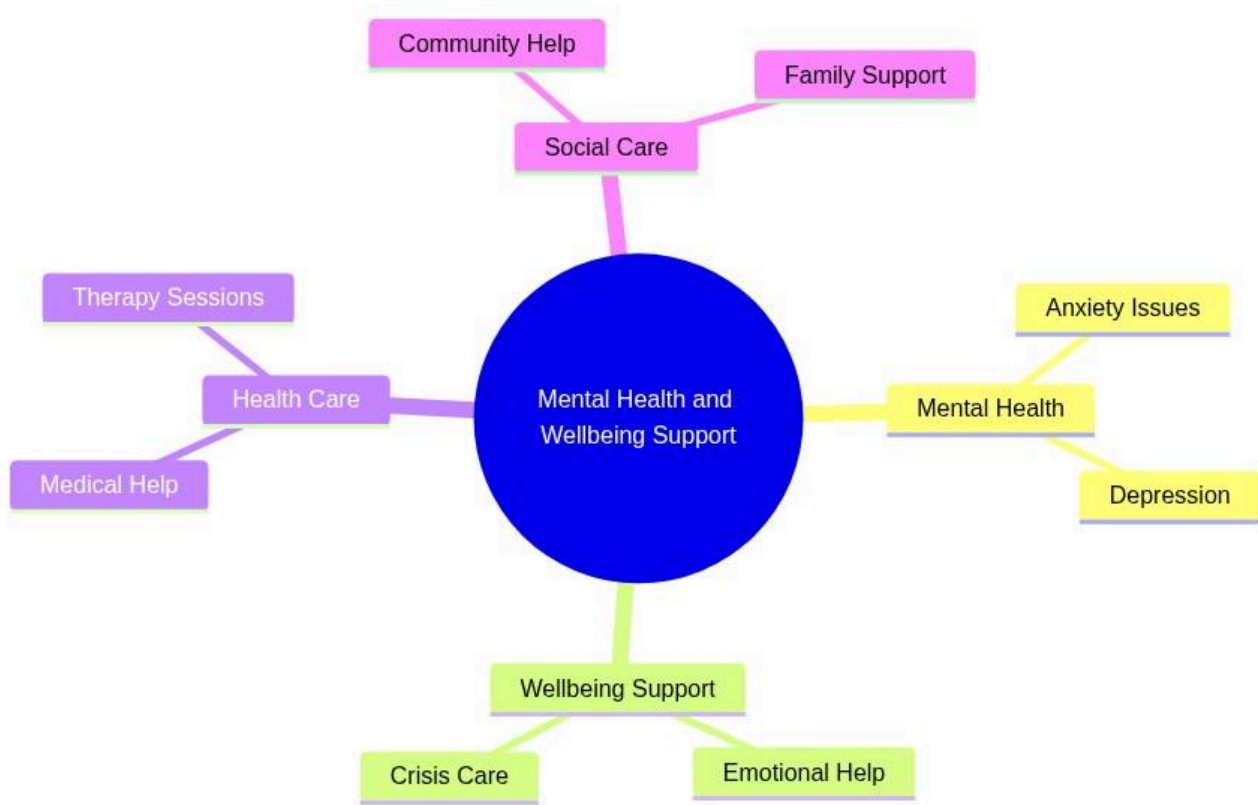 Community Help
Family Support
Social Care
Therapy Sessions
Anxiety Issues
Health Care
Mental Health and
Wellbeing Support
Mental Health
Medical Help
Depression
Wellbeing Support
Crisis Care
Emotional Help